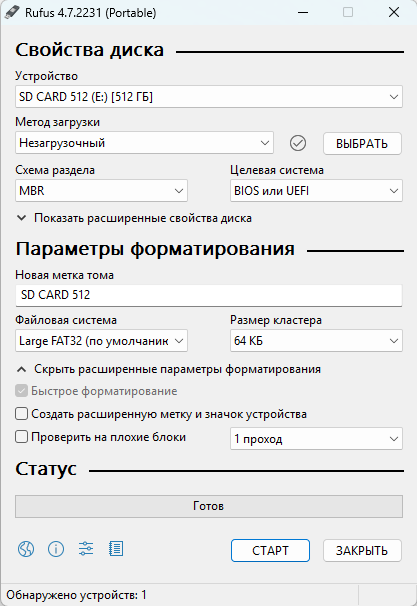 Rufus 4.7.2231 (Portable)
Свойства диска
Устройство
SD CARD 512 (E:) [512 ГБ]
Метод загрузки
Незагрузочный
ВЫБРАТЬ
Схема раздела
Целевая система
MBR
BIOS или UEFI
Показать расширенные свойства диска
Параметры форматирования
Новая метка тома
SD CARD 512
Файловая система
Размер кластера
Large FAT32 (по умолчанию
64 КБ
Скрыть расширенные параметры форматирования
Быстрое форматирование
Создать расширенную метку и значок устройства
Проверить на плохие блоки
1 проход
Статус
Готов
СТАРТ
ЗАКРЫТЬ
Обнаружено устройств: 1